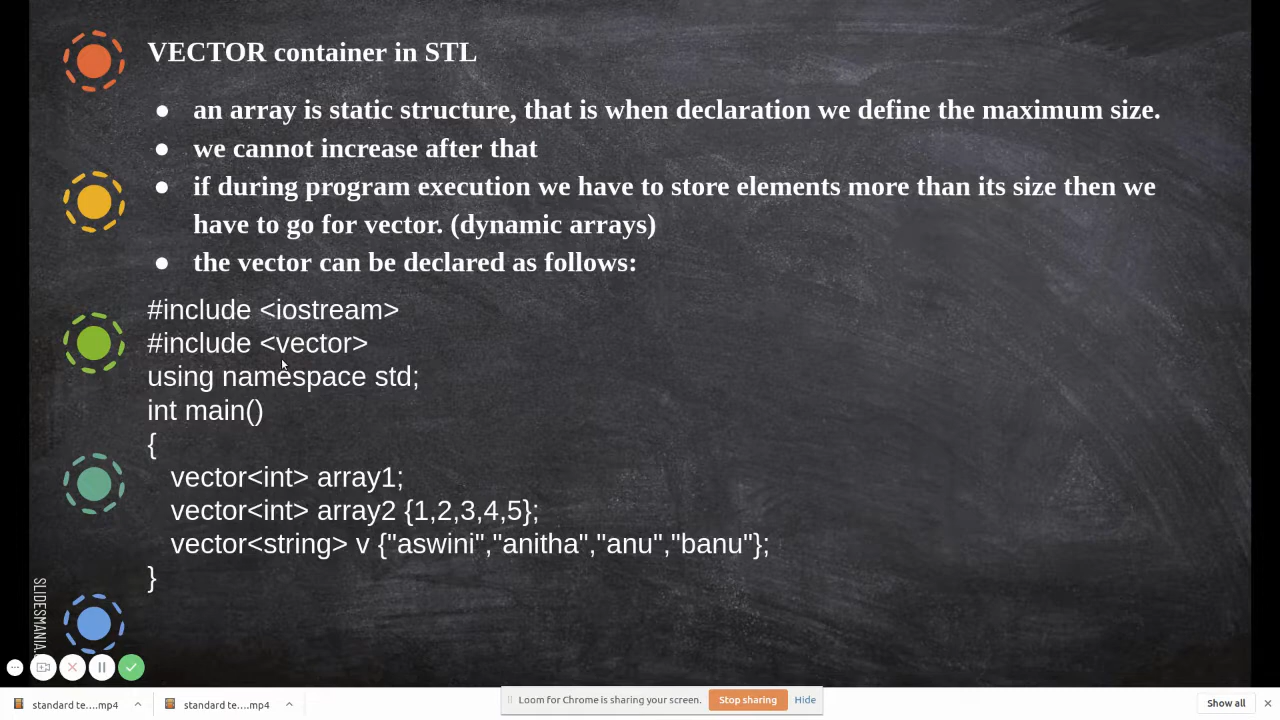 VECTOR container in STL
● an array is static structure, that is when declaration we define the maximum size.
● we cannot increase after that
● if during program execution we have to store elements more than its size then we
have to go for vector. (dynamic arrays)
● the vector can be declared as follows:
#include <iostream>
#include <vector>
using namespace std;
int main()
{
vector<int> array1;
vector<int> array2 {1,2,3,4,5};
vector<string> v {"aswini","anitha","anu","banu"};
}
SLIDESMANIA.
standard te....mp4
standard te....mp4
Loom for Chrome is sharing your screen.
Stop sharing
Hide
Show all